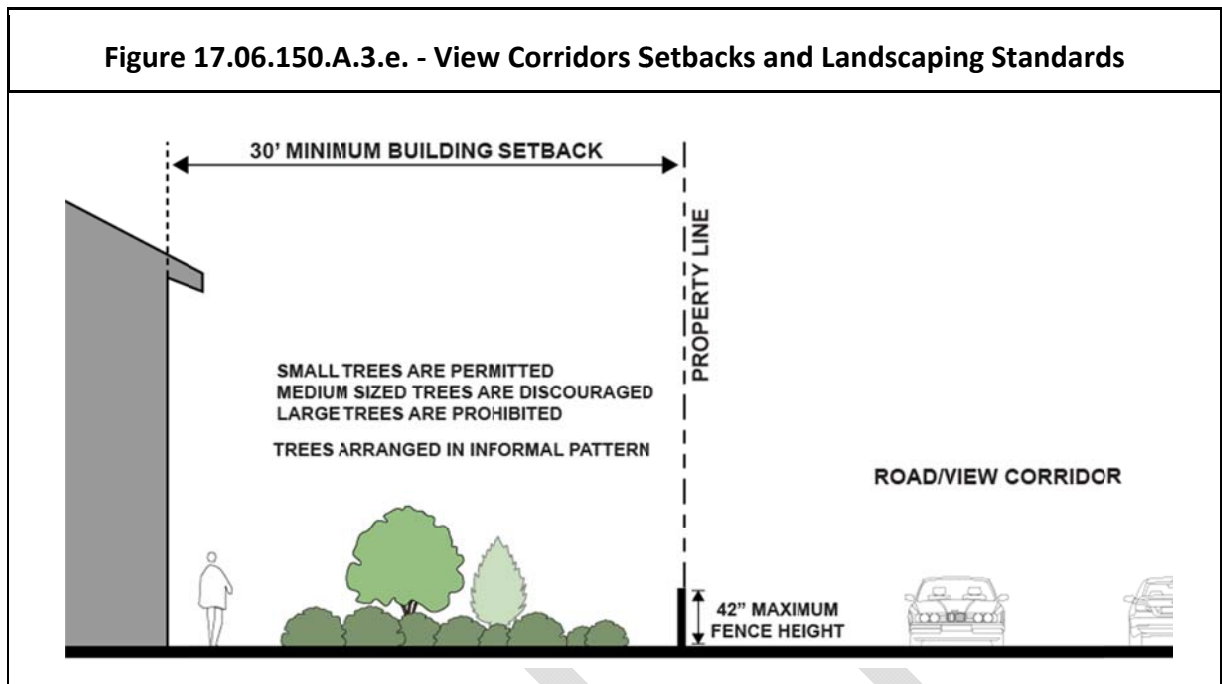 Figure 17.06.150.A.3.e. - View Corridors Setbacks and Landscaping Standards
30' MINIMUM BUILDING SETBACK
PROPERTY LINE
SMALL TREES ARE PERMITTED
MEDIUM SIZED TREES ARE DISCOURAGED
LARGE TREES ARE PROHIBITED
TREES ARRANGED IN INFORMAL PATTERN
ROAD/VIEW CORRIDOR
42" MAXIMUM
FENCE HEIGHT